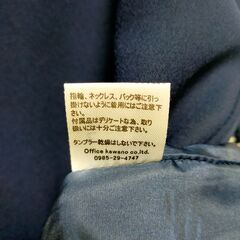 指輪、ネックレス、バック等に引っ
掛けないように着用にはご注意下さい。
付属品はデリケートな為、取り
扱いには十分ご注意下さい。
タンブラー乾燥はしないで下さい。
Office kawano co.ltd.
0985-29-4747